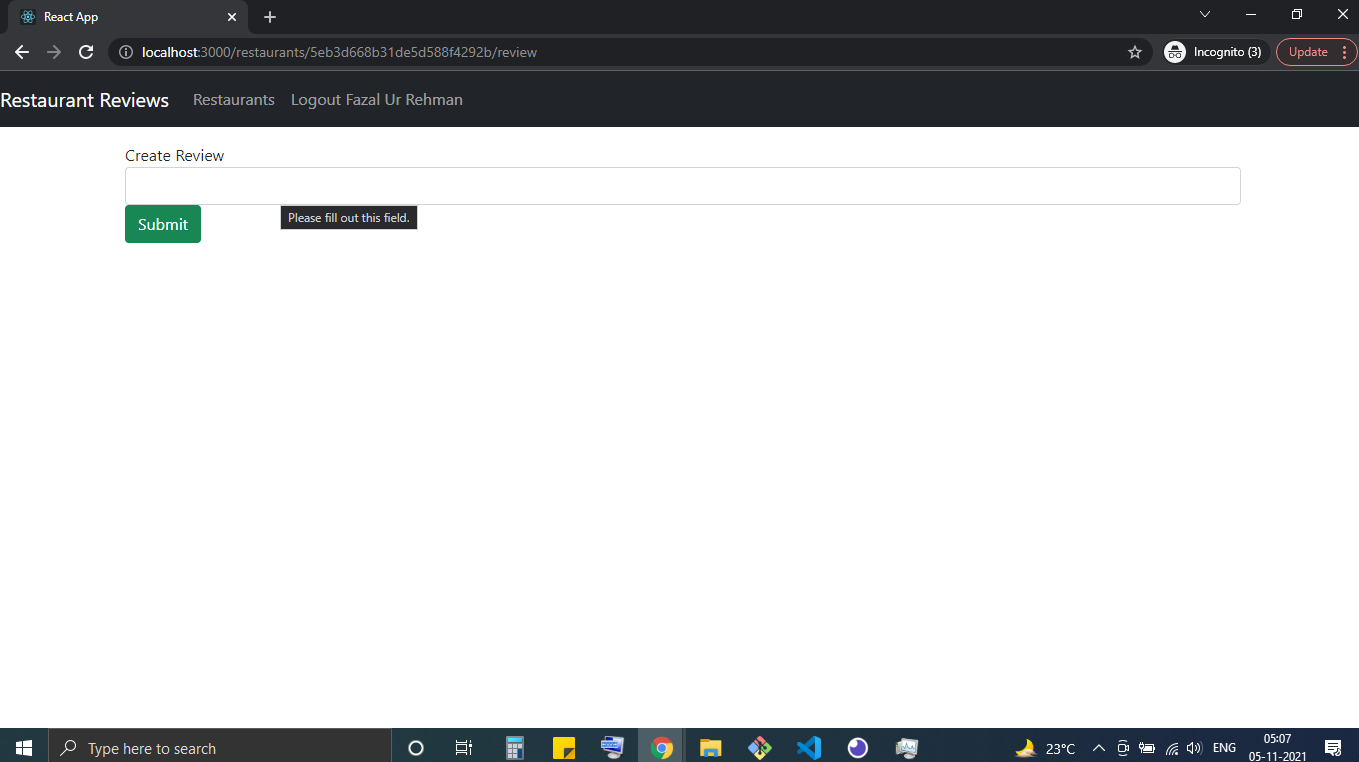 React App
localhost:3000/restaurants/5eb3d668b31de5d588f4292b/review
Incognito (3)
Update
Restaurant Reviews
Restaurants
Logout Fazal Ur Rehman
Create Review
Please fill out this field.
Submit
Type here to search
23°C
ENG
05:07
05-11-2021